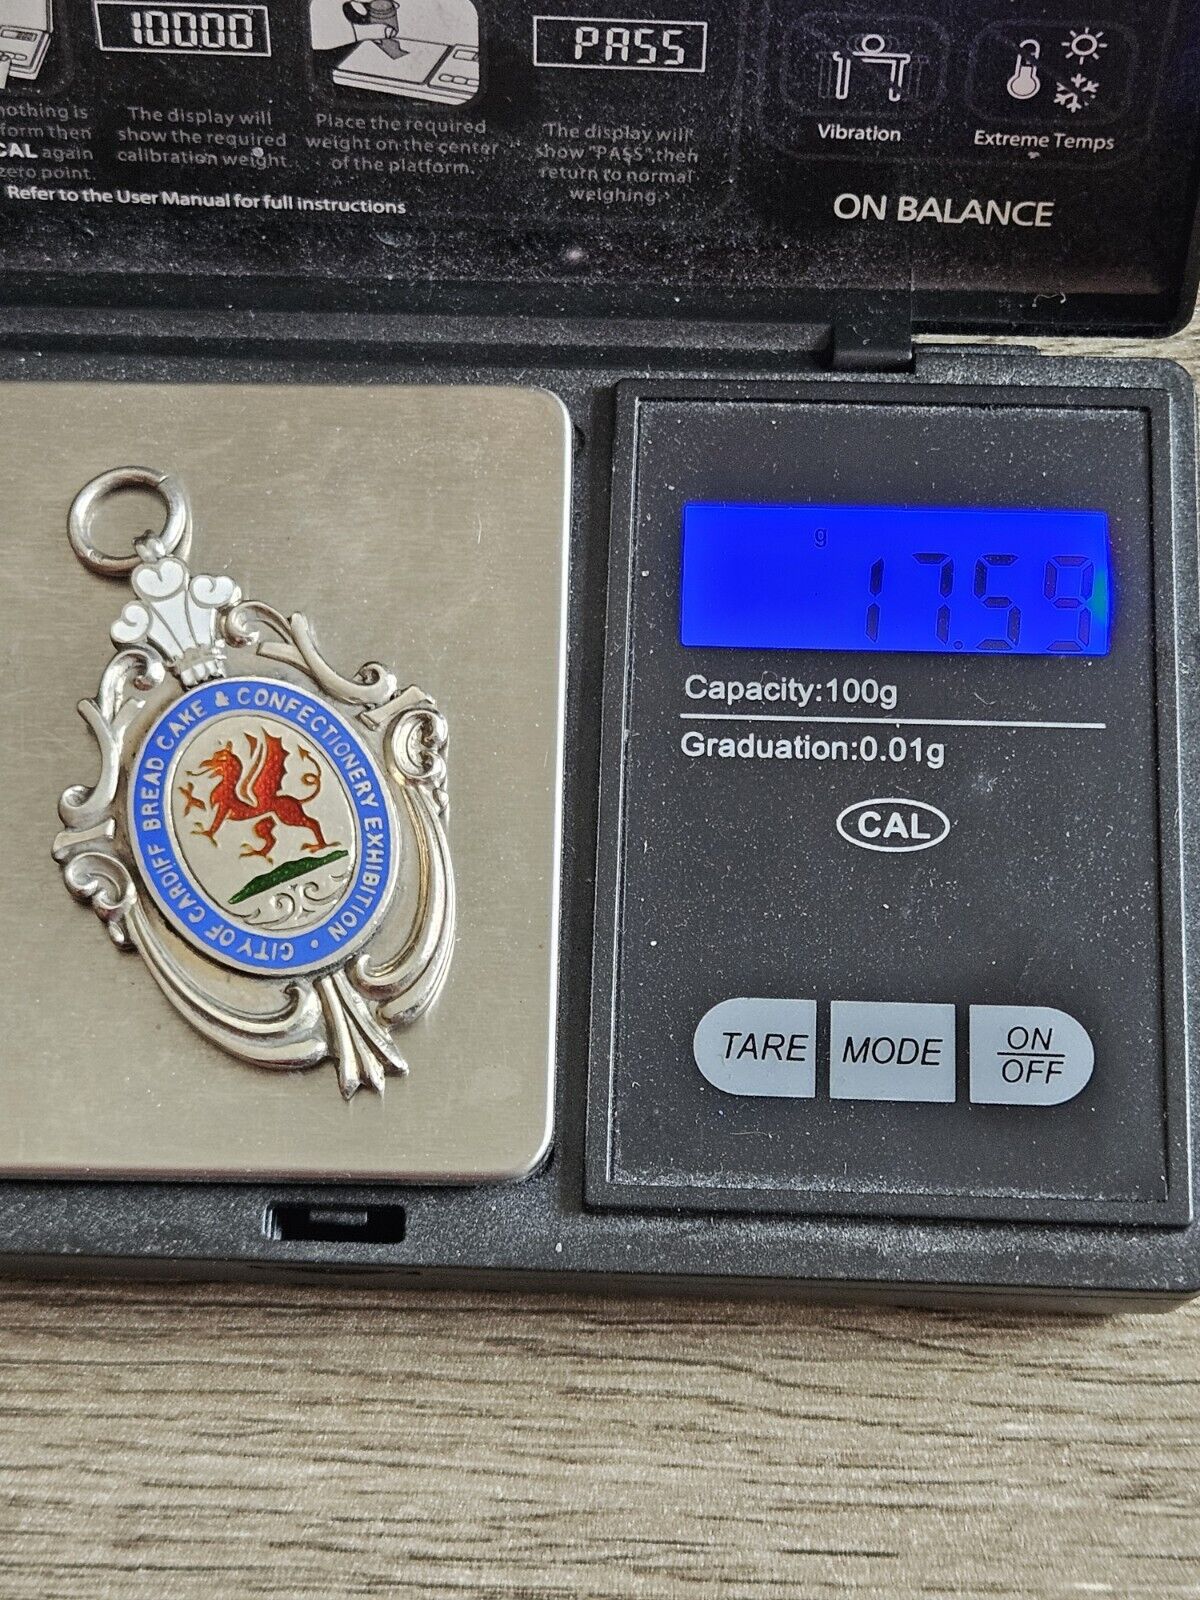 100.00
PASS
nothing is
form then
CAL again
zero point.
The display will
show the required
calibration weight.
Place the required
weight on the center
of the platform.
The display will
show "PASS" then
return to normal
weighing.
Vibration
Extreme Temps
Refer to the User Manual for full instructions
ON BALANCE
g
17.59
Capacity:100g
Graduation:0.01g
CAL
TARE
MODE
ON
OFF
CITY OF CARDIFF BREAD CAKE & CONFECTIONERY EXHIBITION •